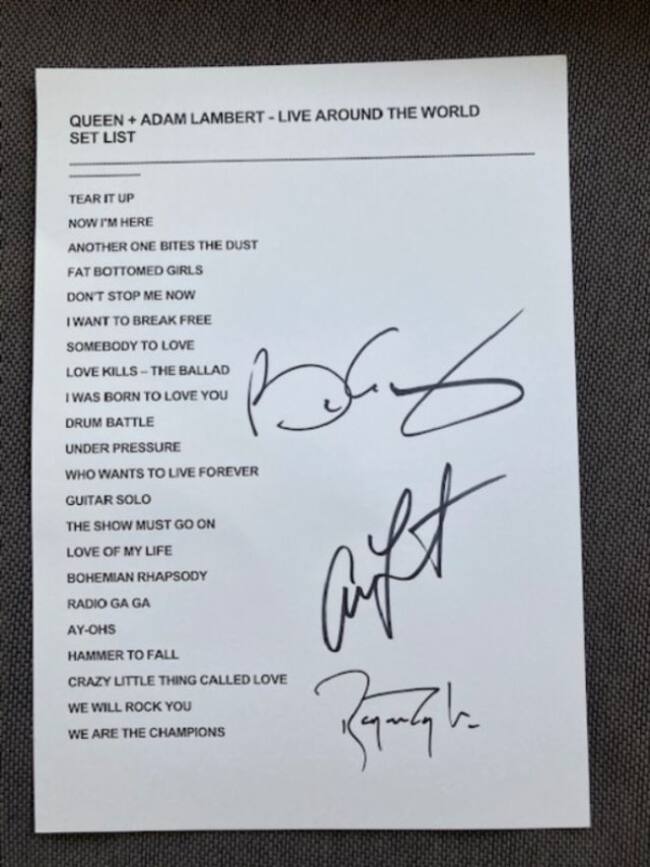 QUEEN + ADAM LAMBERT - LIVE AROUND THE WORLD
SET LIST
TEAR IT UP
NOW I'M HERE
ANOTHER ONE BITES THE DUST
FAT BOTTOMED GIRLS
DON'T STOP ME NOW
I WANT TO BREAK FREE
SOMEBODY TO LOVE
LOVE KILLS – THE BALLAD
I WAS BORN TO LOVE YOU
DRUM BATTLE
UNDER PRESSURE
WHO WANTS TO LIVE FOREVER
GUITAR SOLO
THE SHOW MUST GO ON
LOVE OF MY LIFE
BOHEMIAN RHAPSODY
RADIO GA GA
AY-OHS
HAMMER TO FALL
CRAZY LITTLE THING CALLED LOVE
WE WILL ROCK YOU
WE ARE THE CHAMPIONS